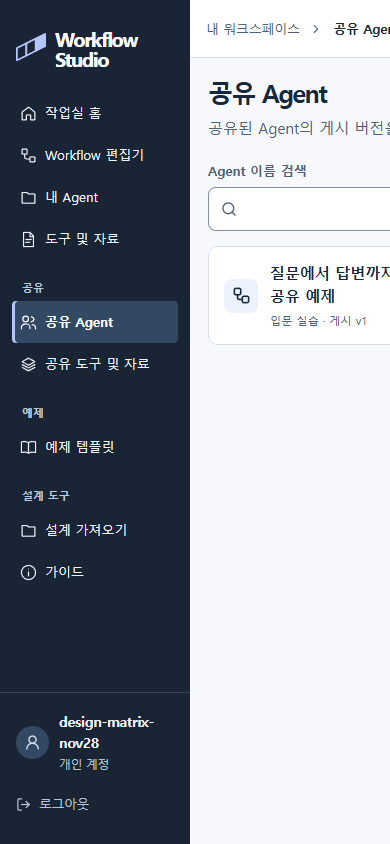 Workflow
Studio
작업실 홈
Workflow 편집기
내 Agent
도구 및 자료
공유
공유 Agent
공유 도구 및 자료
예제
예제 템플릿
설계 도구
설계 가져오기
가이드
design-matrix-
nov28
개인 계정
로그아웃
내 워크스페이스 > 공유 Agen
공유 Agent
공유된 Agent의 게시 버전을
Agent 이름 검색
질문에서 답변까지
공유 예제
입문 실습 · 게시 v1